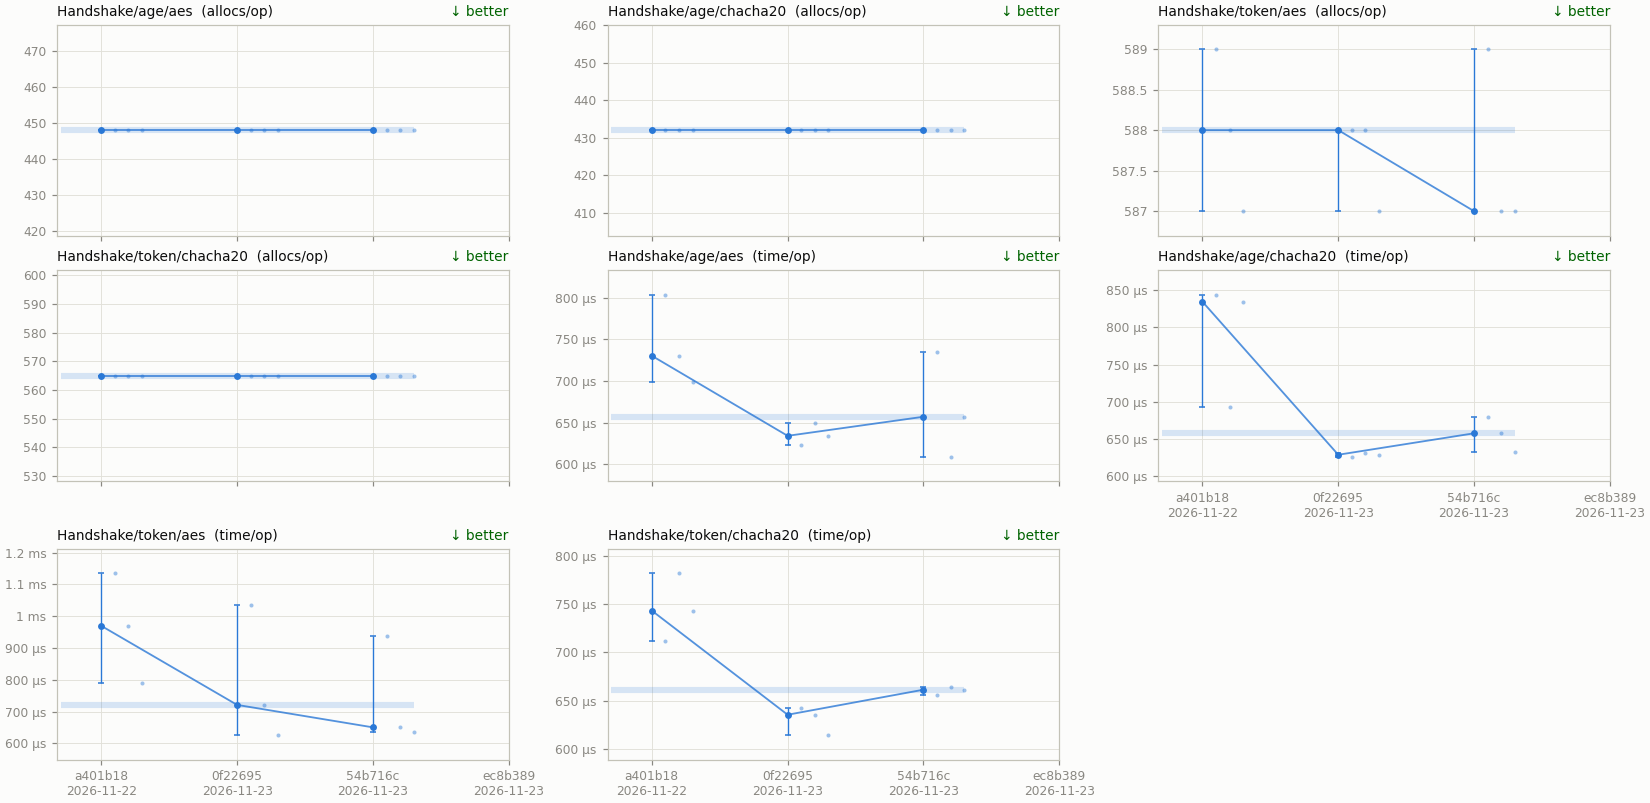 Handshake/age/aes (allocs/op) ↓ better
470
460
450
440
430
420
Handshake/age/chacha20 (allocs/op) ↓ better
460
450
440
430
420
410
Handshake/token/aes (allocs/op) ↓ better
589
588.5
588
587.5
587
Handshake/token/chacha20 (allocs/op) ↓ better
600
590
580
570
560
550
540
530
Handshake/age/aes (time/op) ↓ better
800 µs
750 µs
700 µs
650 µs
600 µs
Handshake/age/chacha20 (time/op) ↓ better
850 µs
800 µs
750 µs
700 µs
650 µs
600 µs
a401b18 0f22695 54b716c ec8b389
2026-11-22 2026-11-23 2026-11-23 2026-11-23
Handshake/token/aes (time/op) ↓ better
1.2 ms
1.1 ms
1 ms
900 µs
800 µs
700 µs
600 µs
a401b18 0f22695 54b716c ec8b389
2026-11-22 2026-11-23 2026-11-23 2026-11-23
Handshake/token/chacha20 (time/op) ↓ better
800 µs
750 µs
700 µs
650 µs
600 µs
a401b18 0f22695 54b716c ec8b389
2026-11-22 2026-11-23 2026-11-23 2026-11-23